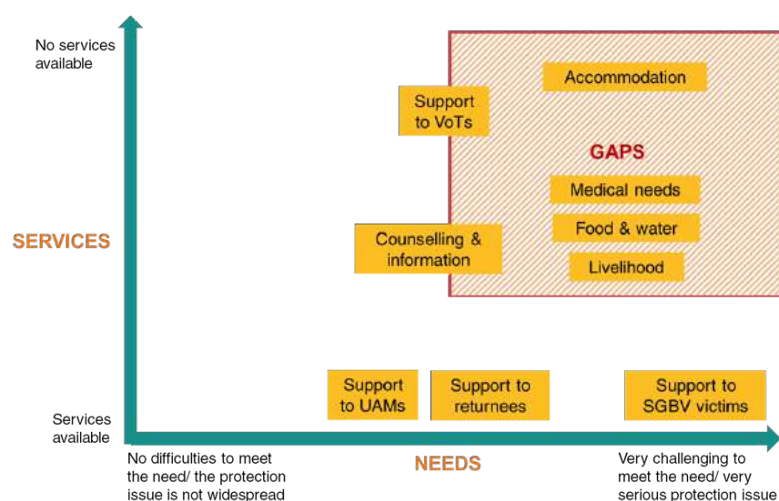 No services
available
Accommodation
Support
to VoTs
GAPS
Medical needs
Food & water
SERVICES
Counselling &
information
Livelihood
Support
to UAMs
Support to
returnees
Support to
SGBV victims
Services
available
No difficulties to meet
the need/ the protection
issue is not widespread
NEEDS
Very challenging to
meet the need/ very
serious protection issue